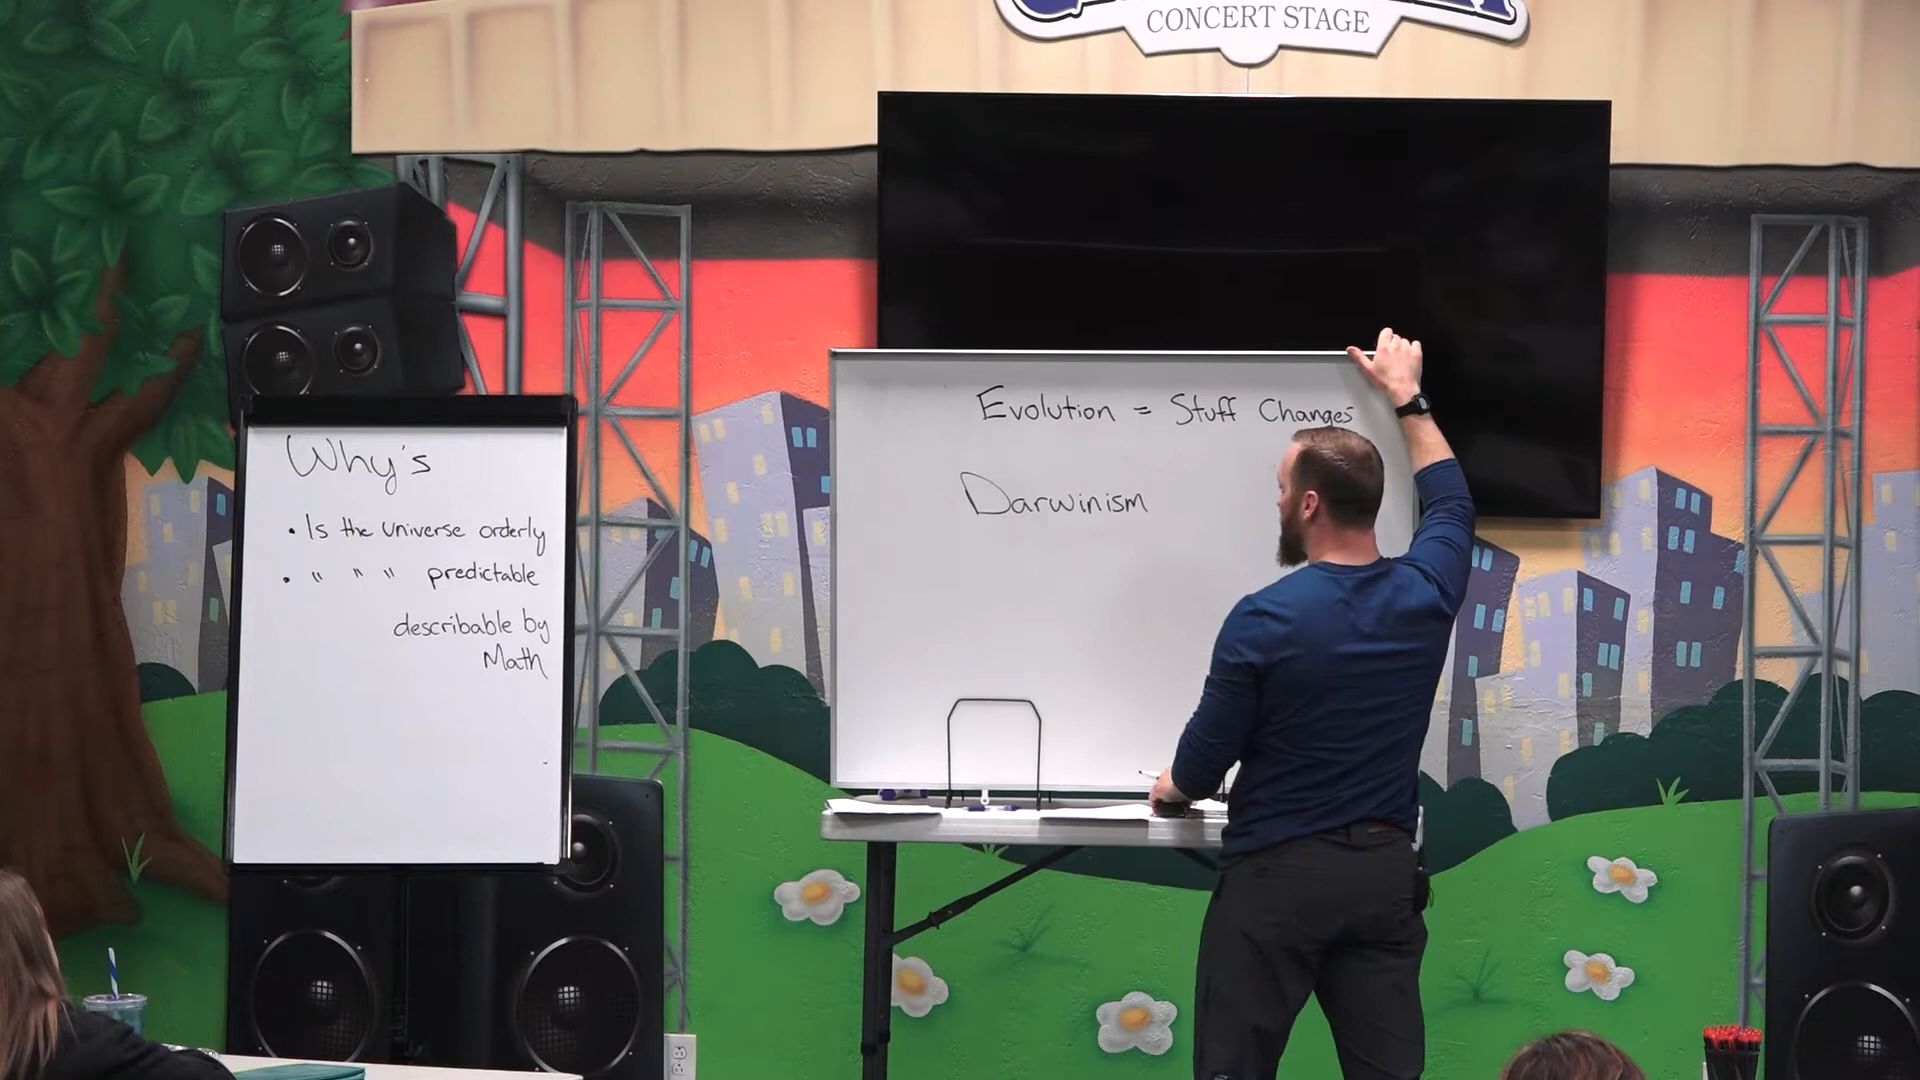 CONCERT STAGE
Why's
• Is the universe orderly
• " " " predictable
describable by
Math
Evolution = Stuff Changes
Darwinism